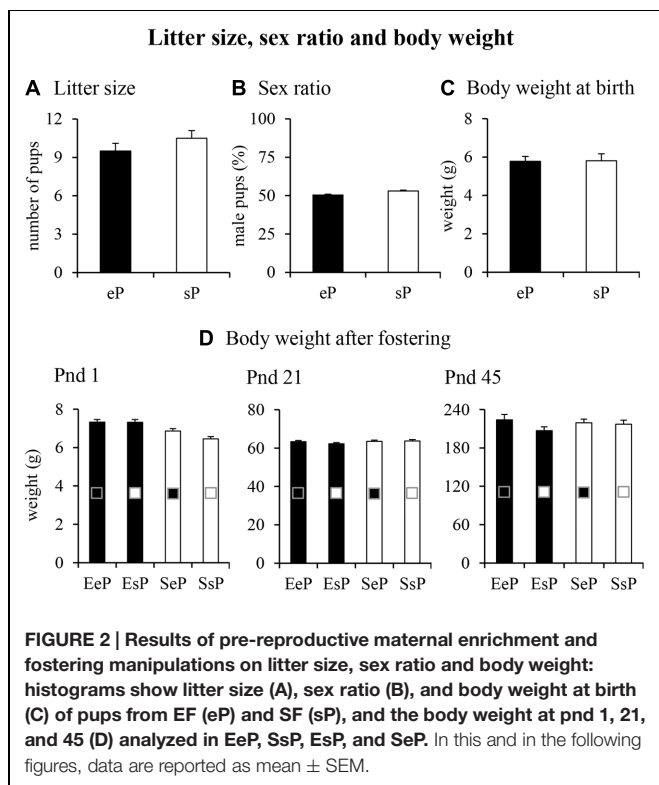 Litter size, sex ratio and body weight
A Litter size
number of pups
12
9
6
3
0
eP sP
B Sex ratio
male pups (%)
100
75
50
25
0
eP sP
C Body weight at birth
weight (g)
8
6
4
2
0
eP sP
D Body weight after fostering
Pnd 1
weight (g)
8
6
4
2
0
EeP EsP SeP SsP
Pnd 21
80
60
40
20
0
EeP EsP SeP SsP
Pnd 45
240
180
120
60
0
EeP EsP SeP SsP
FIGURE 2 | Results of pre-reproductive maternal enrichment and
fostering manipulations on litter size, sex ratio and body weight:
histograms show litter size (A), sex ratio (B), and body weight at birth
(C) of pups from EF (eP) and SF (sP), and the body weight at pnd 1, 21,
and 45 (D) analyzed in EeP, SsP, EsP, and SeP. In this and in the following
figures, data are reported as mean ± SEM.